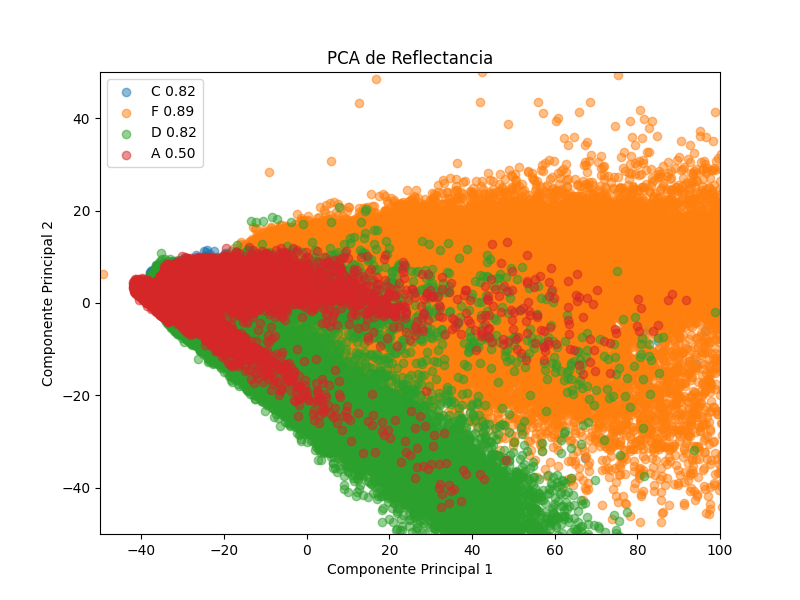 PCA de Reflectancia
C 0.82
F 0.89
D 0.82
A 0.50
Componente Principal 2
40
20
0
−20
−40
−40 −20 0 20 40 60 80 100
Componente Principal 1